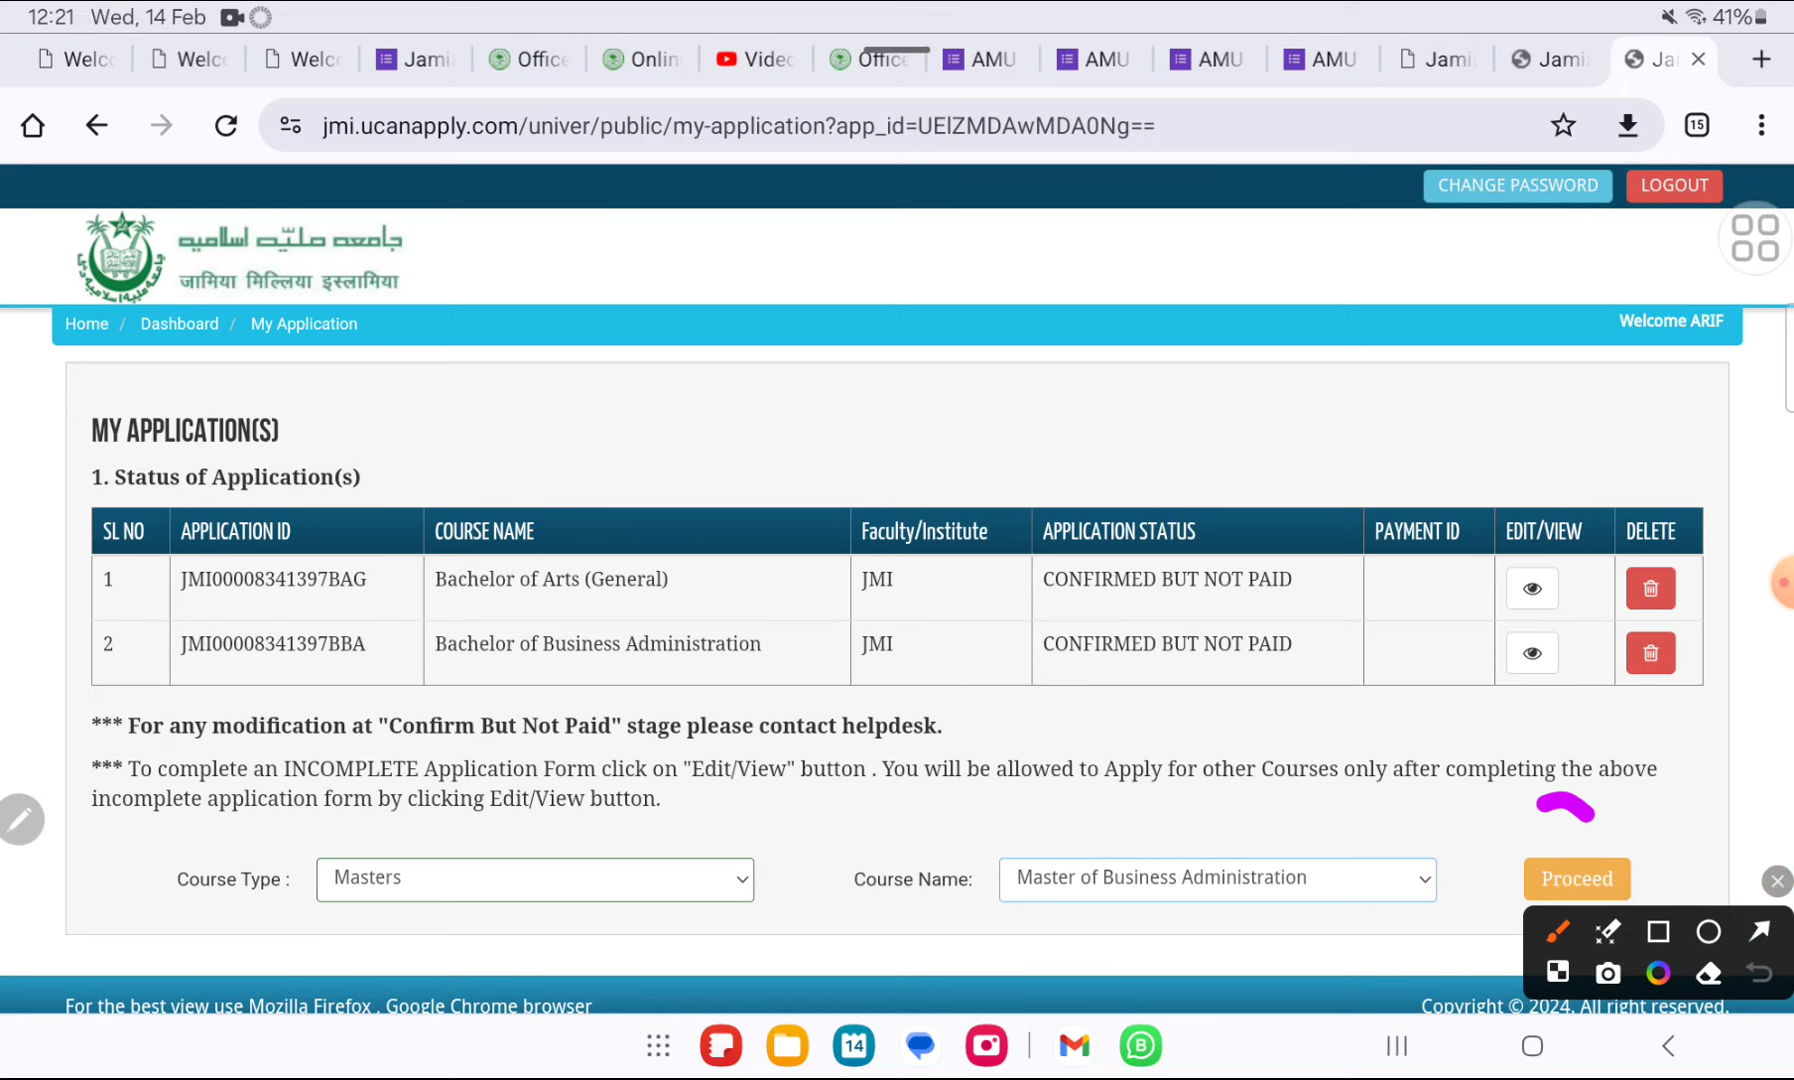 12:21 Wed, 14 Feb
41%
Welc Welc Welc Jami Office Onlin Video Office AMU AMU AMU AMU Jami Jami Ja
jmi.ucanapply.com/univer/public/my-application?app_id=UElZMDAwMDA0Ng==
15
CHANGE PASSWORD LOGOUT
جامعہ ملیہ اسلامیہ
जामिया मिल्लिया इस्लामिया
Home / Dashboard / My Application
Welcome ARIF
MY APPLICATION(S)
1. Status of Application(s)
SL NO APPLICATION ID COURSE NAME Faculty/Institute APPLICATION STATUS PAYMENT ID EDIT/VIEW DELETE
1 JMI00008341397BAG Bachelor of Arts (General) JMI CONFIRMED BUT NOT PAID
2 JMI00008341397BBA Bachelor of Business Administration JMI CONFIRMED BUT NOT PAID
*** For any modification at "Confirm But Not Paid" stage please contact helpdesk.
*** To complete an INCOMPLETE Application Form click on "Edit/View" button . You will be allowed to Apply for other Courses only after completing the above
incomplete application form by clicking Edit/View button.
Course Type : Masters Course Name: Master of Business Administration Proceed
For the best view use Mozilla Firefox , Google Chrome browser
Copyright © 2024. All right reserved.
14